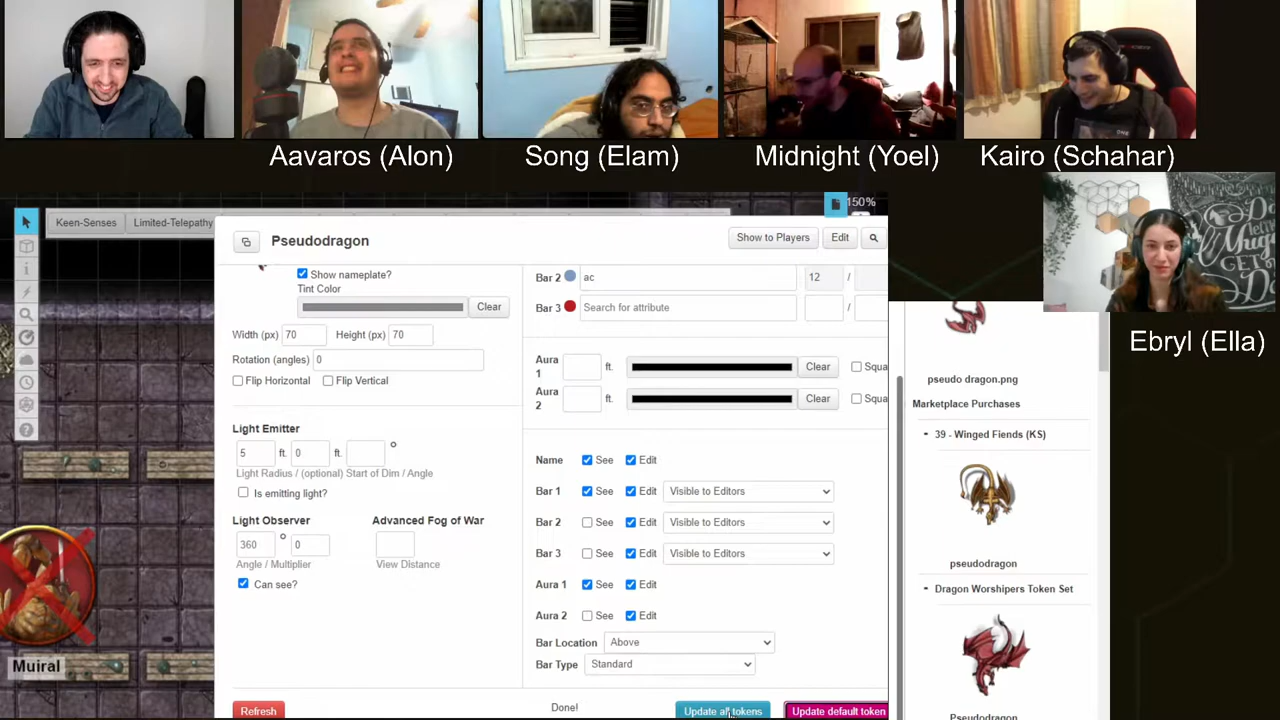 Aavaros (Alon)
Song (Elam)
Midnight (Yoel)
Kairo (Schahar)
Ebryl (Ella)
Keen-Senses
Limited-Telepathy
150%
Pseudodragon
Show to Players
Edit
Show nameplate?
Tint Color
Clear
Width (px) 70 Height (px) 70
Rotation (angles) 0
Flip Horizontal Flip Vertical
Light Emitter
5 ft. 0 ft. °
Light Radius / (optional) Start of Dim / Angle
Is emitting light?
Light Observer
Advanced Fog of War
360 ° 0
Angle / Multiplier
View Distance
Can see?
Refresh
Bar 2 ac 12 /
Bar 3 Search for attribute /
Aura 1 ft. Clear Squa
Aura 2 ft. Clear Squa
Name See Edit
Bar 1 See Edit Visible to Editors
Bar 2 See Edit Visible to Editors
Bar 3 See Edit Visible to Editors
Aura 1 See Edit
Aura 2 See Edit
Bar Location Above
Bar Type Standard
Done!
Update all tokens
Update default token
pseudo dragon.png
Marketplace Purchases
39 - Winged Fiends (KS)
pseudodragon
Dragon Worshipers Token Set
Pseudodragon
Muiral